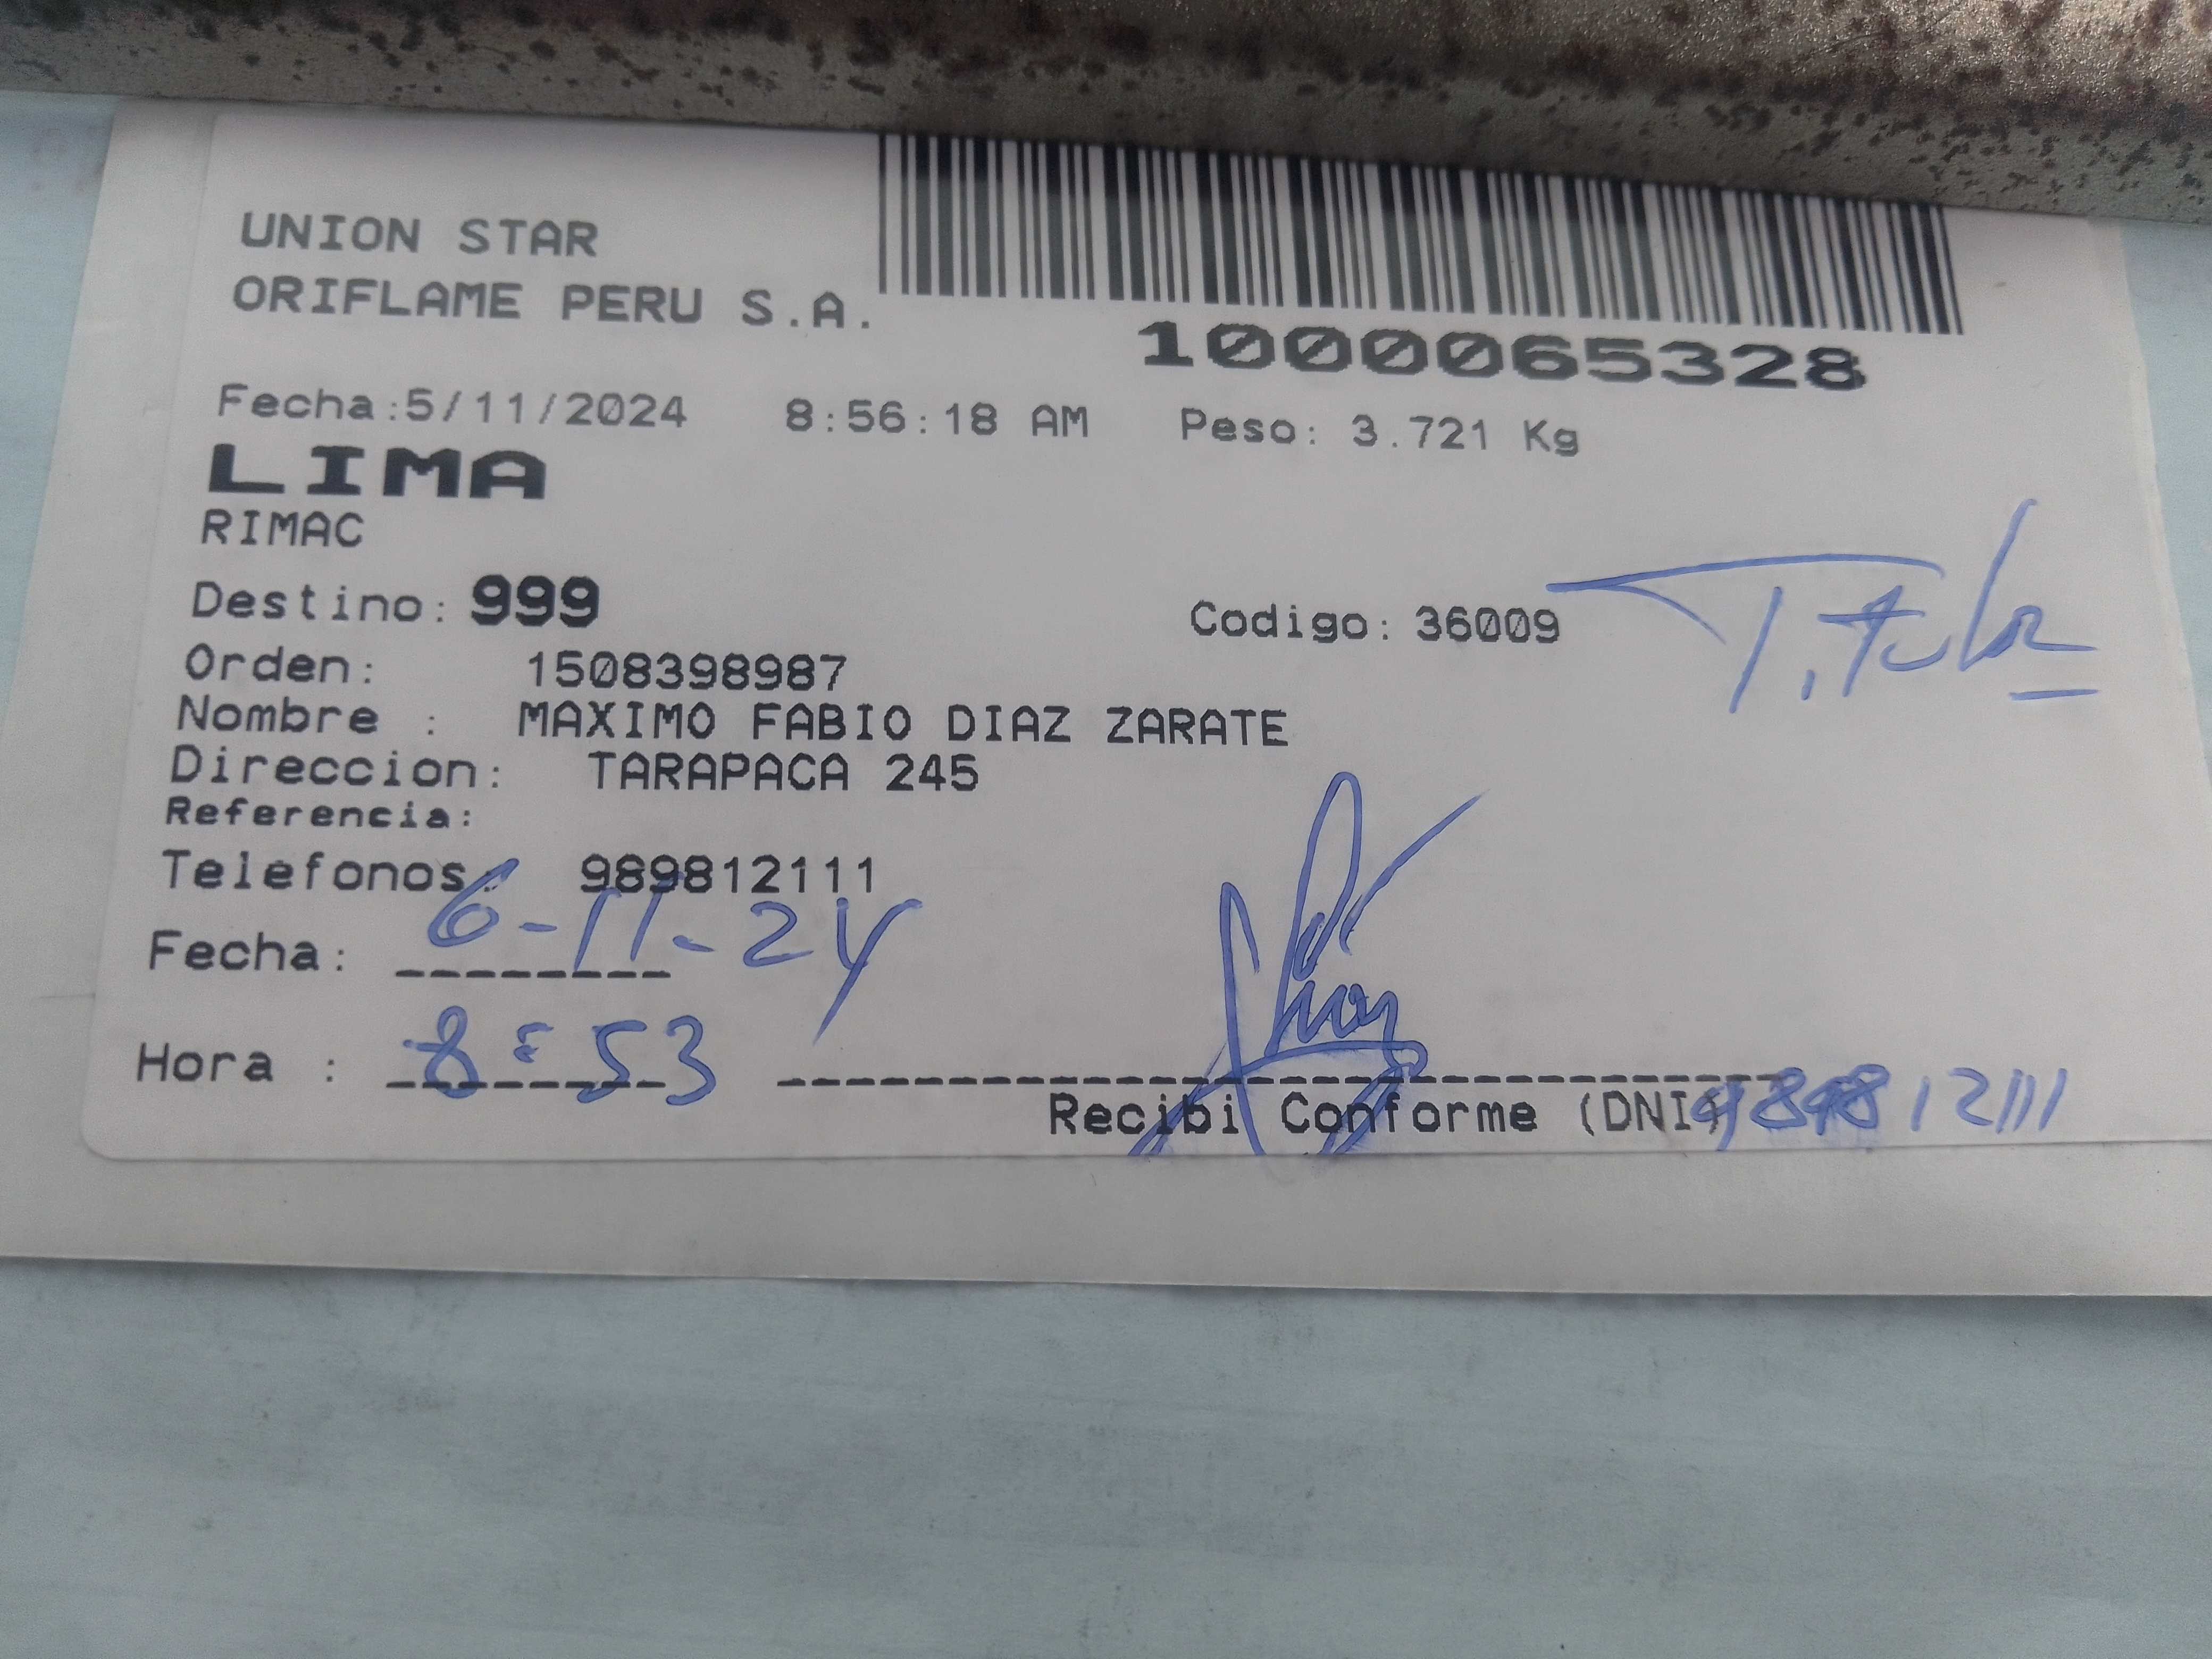 UNION STAR
ORIFLAME PERU S.A.
1000065328
Fecha:5/11/2024 8:56:18 AM Peso: 3.721 Kg
LIMA
RIMAC
Destino: 999 Codigo: 36009
Titular
Orden: 1508398987
Nombre : MAXIMO FABIO DIAZ ZARATE
Direccion: TARAPACA 245
Referencia:
Telefonos: 989812111
Fecha: 6-11-24
Hora : 8:53
Recibi Conforme (DNI) 989812111